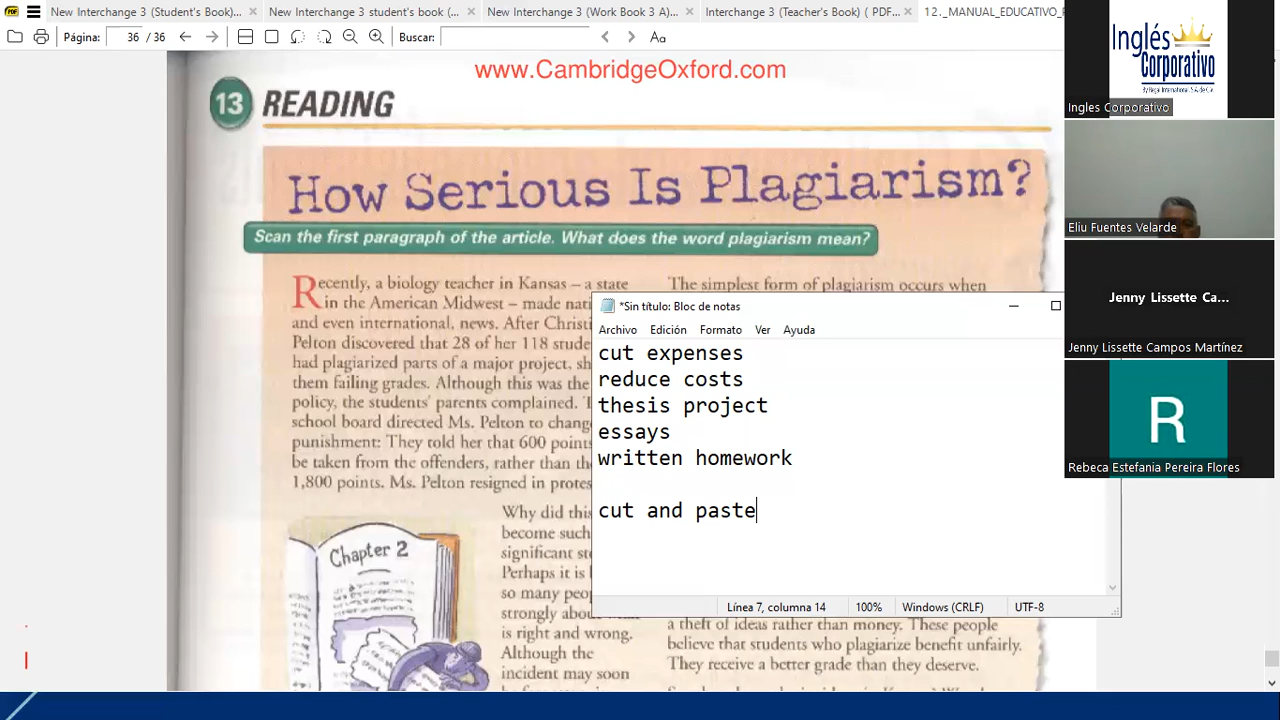 New Interchange 3 (Student's Book)...
New Interchange 3 student's book (...
New Interchange 3 (Work Book 3 A)...
Interchange 3 (Teacher's Book) ( PDF...
12._MANUAL_EDUCATIVO_P
Página: 36 / 36
Buscar:
Aa
www.CambridgeOxford.com
13 READING
How Serious Is Plagiarism?
Scan the first paragraph of the article. What does the word plagiarism mean?
Recently, a biology teacher in Kansas – a state
in the American Midwest – made nati
and even international, news. After Christi
Pelton discovered that 28 of her 118 stude
had plagiarized parts of a major project, sh
them failing grades. Although this was the
policy, the students' parents complained. T
school board directed Ms. Pelton to change
punishment: They told her that 600 points
be taken from the offenders, rather than the
1,800 points. Ms. Pelton resigned in protes
Why did this
become such
significant sto
Perhaps it is b
so many peop
strongly about what
is right and wrong.
Although the
incident may soon
Chapter 2
The simplest form of plagiarism occurs when
*Sin título: Bloc de notas
Archivo Edición Formato Ver Ayuda
cut expenses
reduce costs
thesis project
essays
written homework
cut and paste
Línea 7, columna 14 100% Windows (CRLF) UTF-8
a theft of ideas rather than money. These people
believe that students who plagiarize benefit unfairly.
They receive a better grade than they deserve.
Inglés
Corporativo
Ingles Corporativo
Eliu Fuentes Velarde
Jenny Lissette Ca...
Jenny Lissette Campos Martínez
R
Rebeca Estefania Pereira Flores